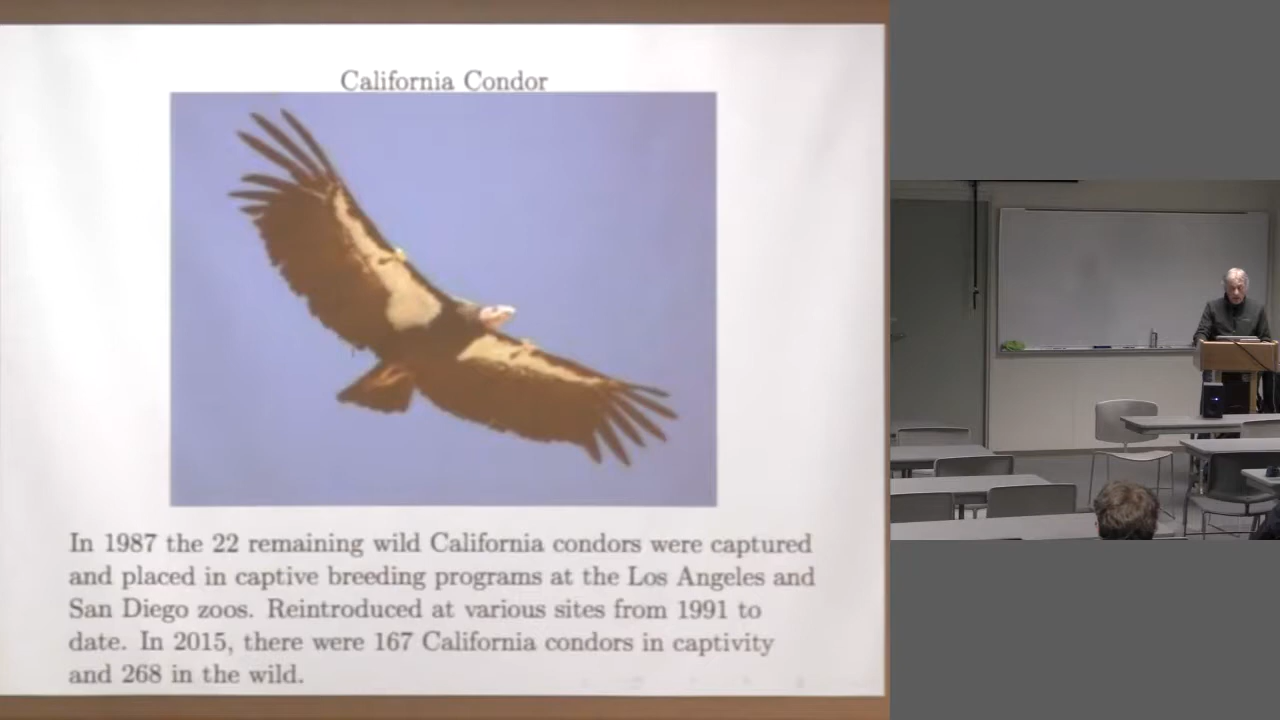 California Condor
In 1987 the 22 remaining wild California condors were captured
and placed in captive breeding programs at the Los Angeles and
San Diego zoos. Reintroduced at various sites from 1991 to
date. In 2015, there were 167 California condors in captivity
and 268 in the wild.